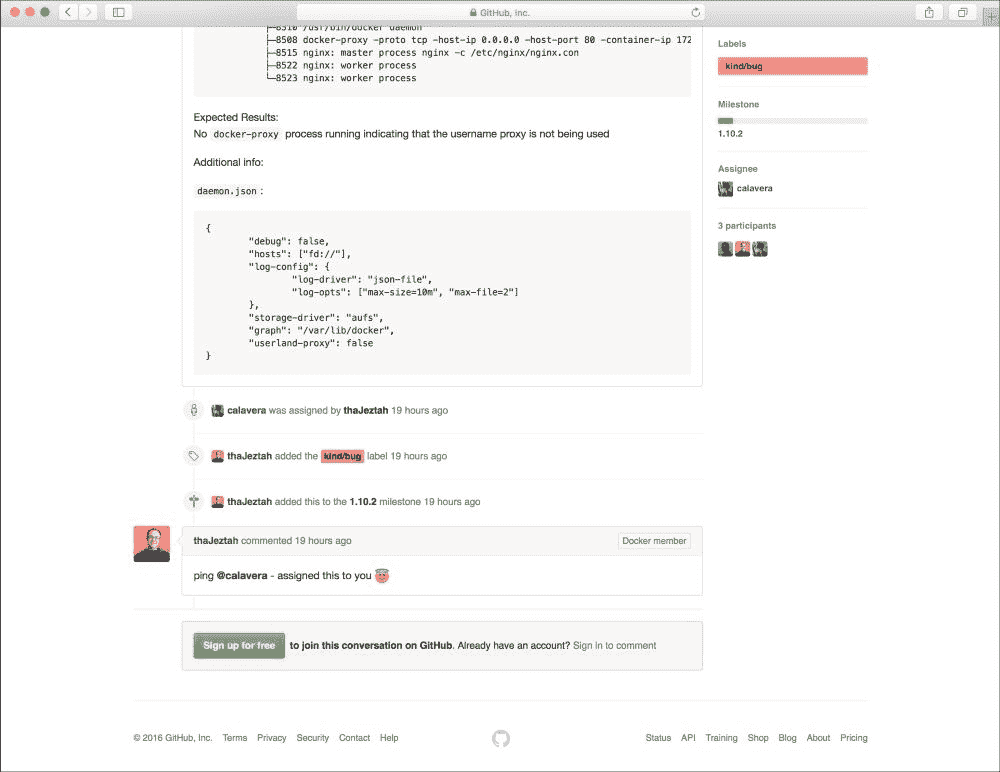 GitHub, Inc.
├─8510 /usr/bin/docker daemon
├─8508 docker-proxy -proto tcp -host-ip 0.0.0.0 -host-port 80 -container-ip 172
├─8515 nginx: master process nginx -c /etc/nginx/nginx.con
├─8522 nginx: worker process
└─8523 nginx: worker process
Expected Results:
No docker-proxy process running indicating that the username proxy is not being used
Additional info:
daemon.json :
{
"debug": false,
"hosts": ["fd://"],
"log-config": {
"log-driver": "json-file",
"log-opts": ["max-size=10m", "max-file=2"]
},
"storage-driver": "aufs",
"graph": "/var/lib/docker",
"userland-proxy": false
}
calavera was assigned by thaJeztah 19 hours ago
thaJeztah added the kind/bug label 19 hours ago
thaJeztah added this to the 1.10.2 milestone 19 hours ago
thaJeztah commented 19 hours ago
Docker member
ping @calavera - assigned this to you
Sign up for free to join this conversation on GitHub. Already have an account? Sign in to comment
Labels
kind/bug
Milestone
1.10.2
Assignee
calavera
3 participants
© 2016 GitHub, Inc. Terms Privacy Security Contact Help
Status API Training Shop Blog About Pricing